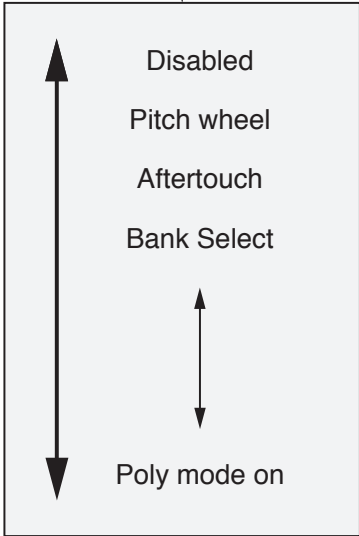 Disabled
Pitch wheel
Aftertouch
Bank Select
Poly mode on